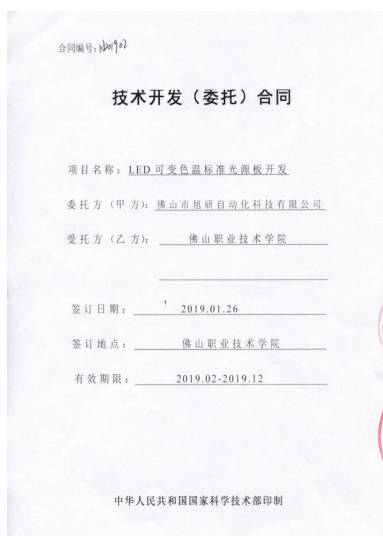 合同编号:
技术开发（委托）合同
项目名称：LED可变色温标准光源板开发
委托方（甲方）：佛山市旭研自动化科技有限公司
受托方（乙方）：佛山职业技术学院
签订日期：2019.01.26
签订地点：佛山职业技术学院
有效期限：2019.02-2019.12
中华人民共和国国家科学技术部印制